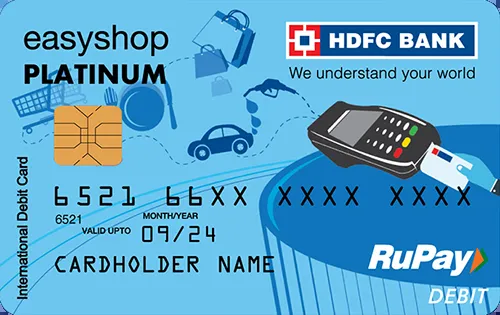 easyshop
PLATINUM
HDFC BANK
We understand your world
International Debit Card
6521 66XX XXXX XXXX
6521
MONTH/YEAR
VALID UPTO 09/24
CARDHOLDER NAME
RuPay
DEBIT